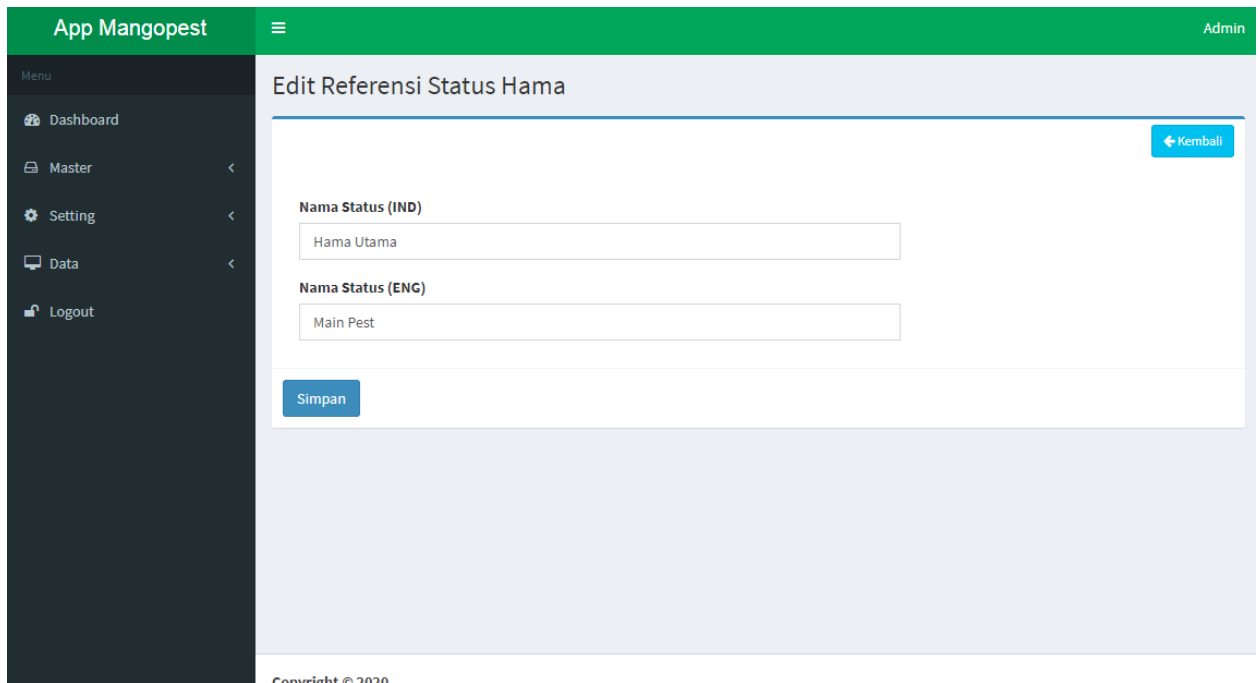 App Mangopest
Admin
Menu
Dashboard
Master
Setting
Data
Logout
Edit Referensi Status Hama
Kembali
Nama Status (IND)
Hama Utama
Nama Status (ENG)
Main Pest
Simpan
Copyright © 2020